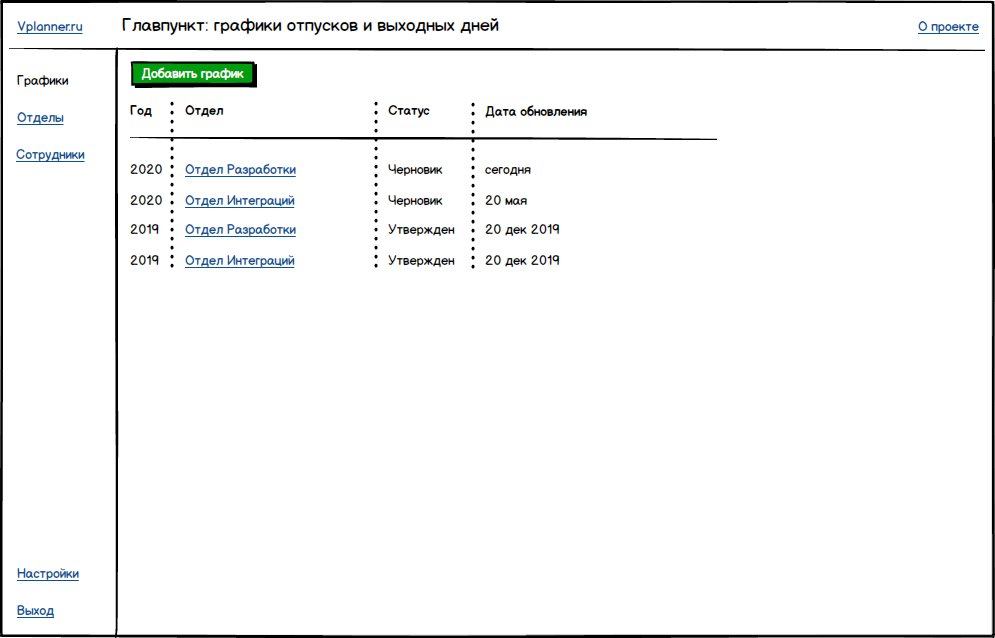 Vplanner.ru Главпункт: графики отпусков и выходных дней О проекте
Графики
Отделы
Сотрудники
Добавить график
Год Отдел Статус Дата обновления
2020 Отдел Разработки Черновик сегодня
2020 Отдел Интеграций Черновик 20 мая
2019 Отдел Разработки Утвержден 20 дек 2019
2019 Отдел Интеграций Утвержден 20 дек 2019
Настройки
Выход